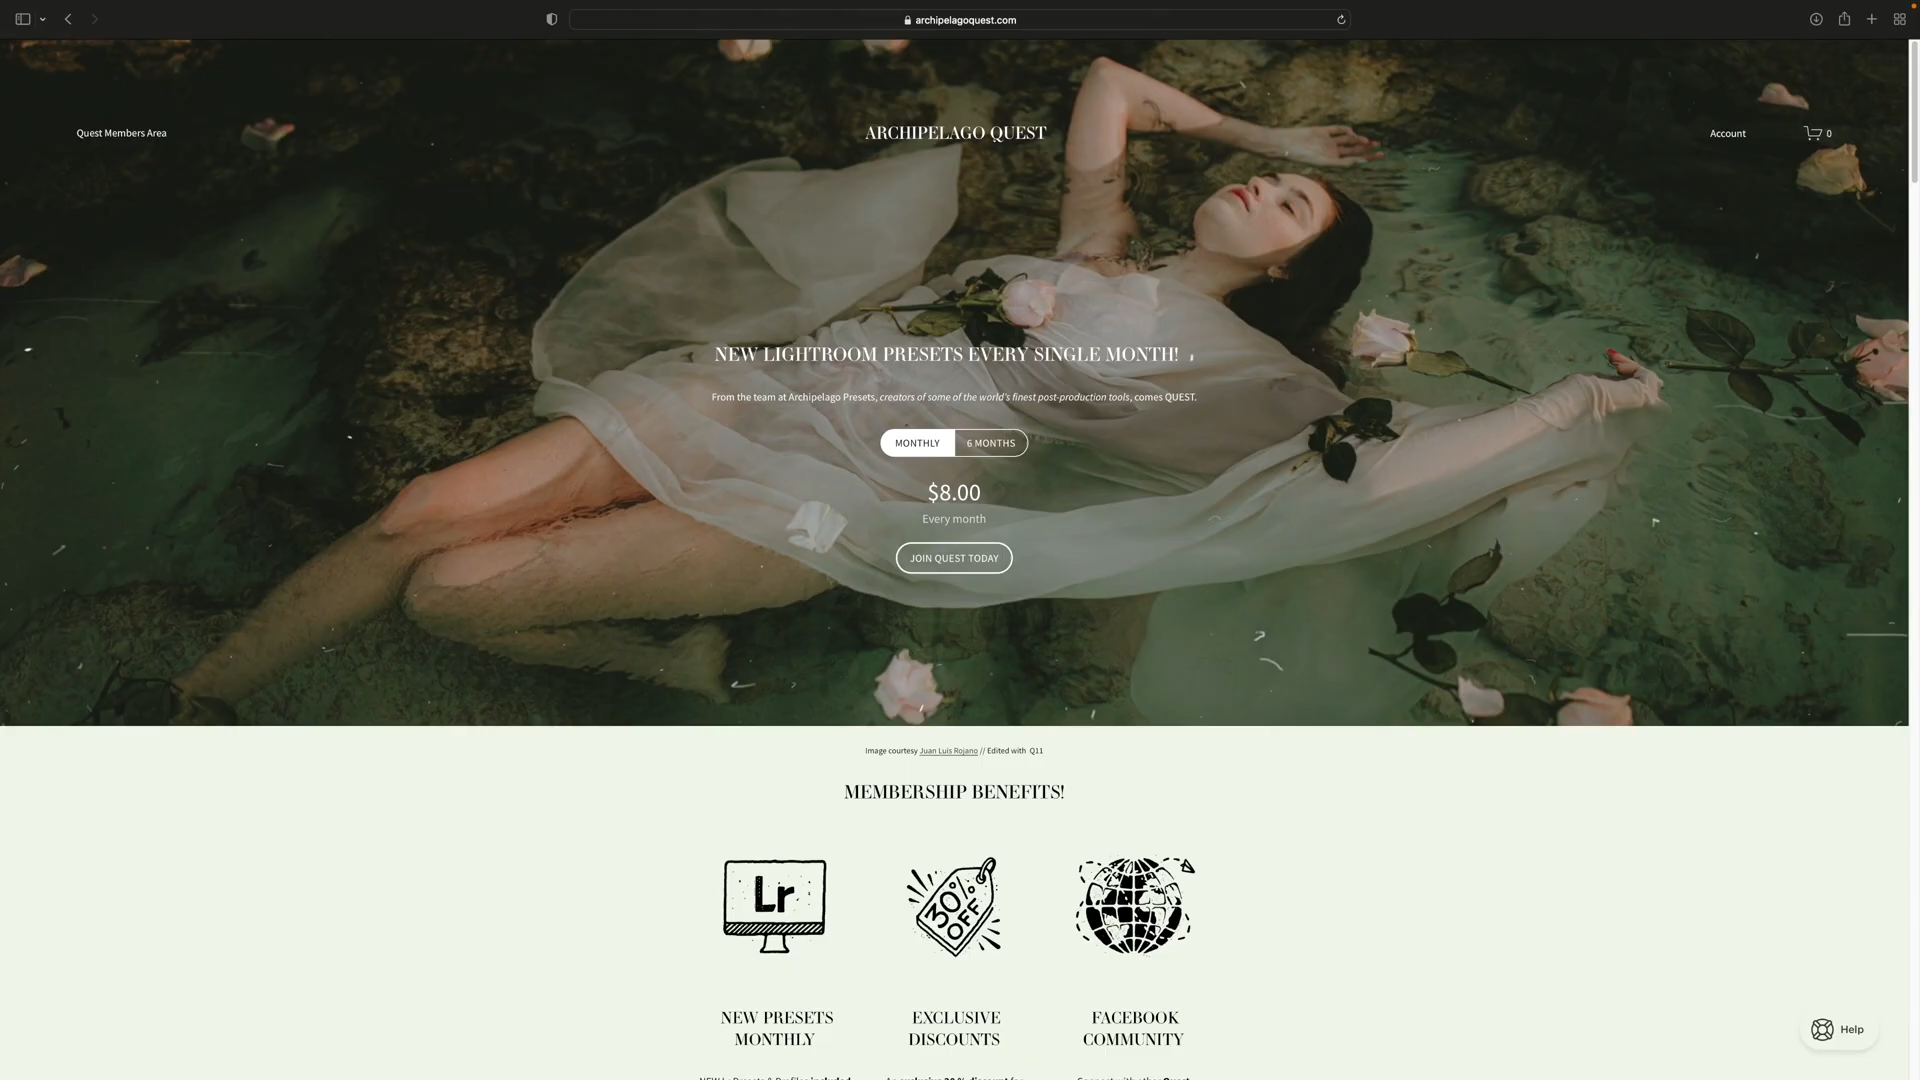 archipelagoquest.com
Quest Members Area
ARCHIPELAGO QUEST
Account
0
NEW LIGHTROOM PRESETS EVERY SINGLE MONTH!
From the team at Archipelago Presets, creators of some of the world's finest post-production tools, comes QUEST.
MONTHLY
6 MONTHS
$8.00
Every month
JOIN QUEST TODAY
Image courtesy Juan Luis Rojano // Edited with Q11
MEMBERSHIP BENEFITS!
Lr
30%
OFF
NEW PRESETS
MONTHLY
EXCLUSIVE
DISCOUNTS
FACEBOOK
COMMUNITY
Help